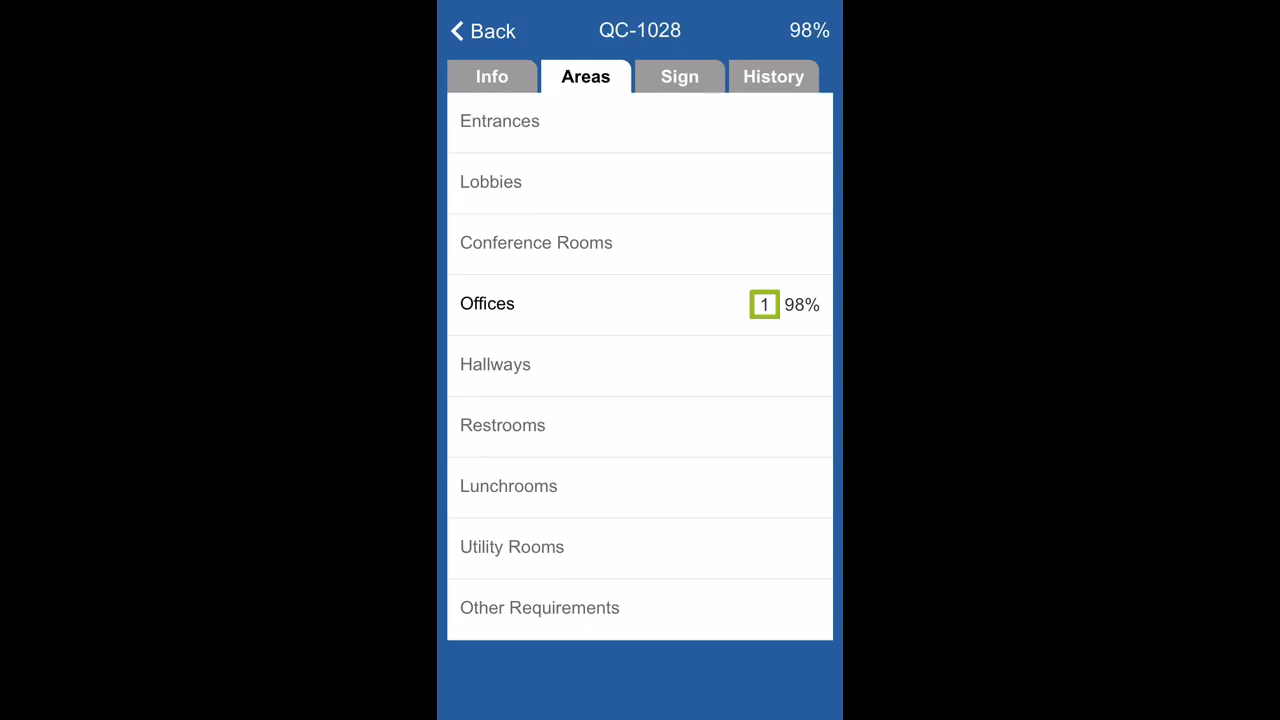 Back QC-1028 98%
Info Areas Sign History
Entrances
Lobbies
Conference Rooms
Offices 1 98%
Hallways
Restrooms
Lunchrooms
Utility Rooms
Other Requirements